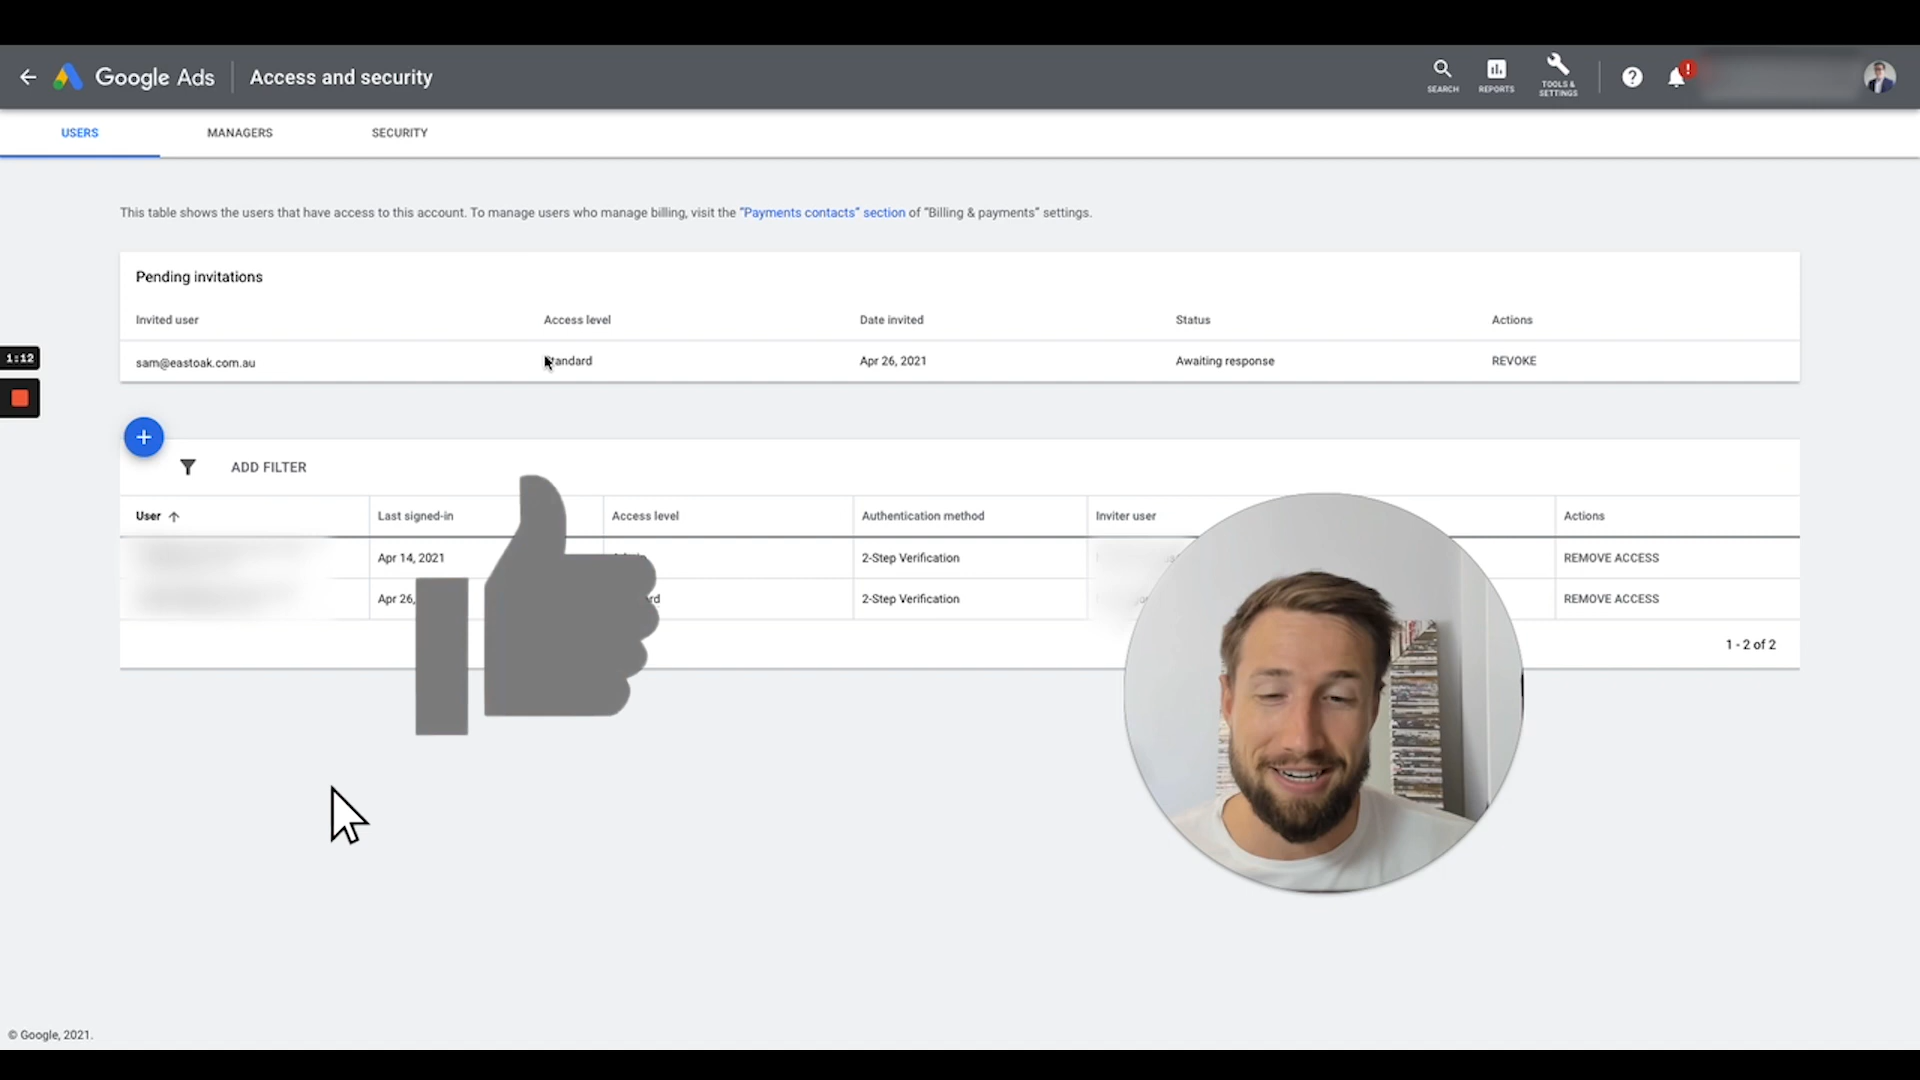 Google Ads Access and security
SEARCH REPORTS TOOLS & SETTINGS ? !
USERS MANAGERS SECURITY
This table shows the users that have access to this account. To manage users who manage billing, visit the "Payments contacts" section of "Billing & payments" settings.
Pending invitations
Invited user Access level Date invited Status Actions
sam@eastoak.com.au tandard Apr 26, 2021 Awaiting response REVOKE
1:12
+
ADD FILTER
User Last signed-in Access level Authentication method Inviter user Actions
Apr 14, 2021 2-Step Verification REMOVE ACCESS
Apr 26, rd 2-Step Verification REMOVE ACCESS
1 - 2 of 2
© Google, 2021.